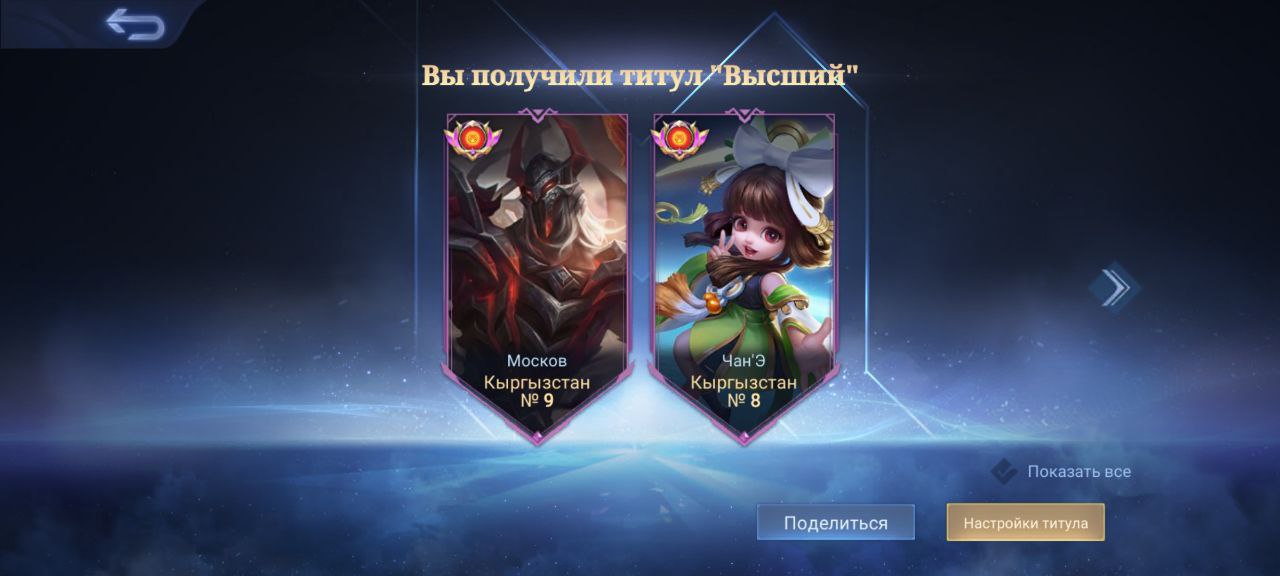 Вы получили титул "Высший"
Москов
Кыргызстан
№ 9
Чан'Э
Кыргызстан
№ 8
Показать все
Поделиться
Настройки титула